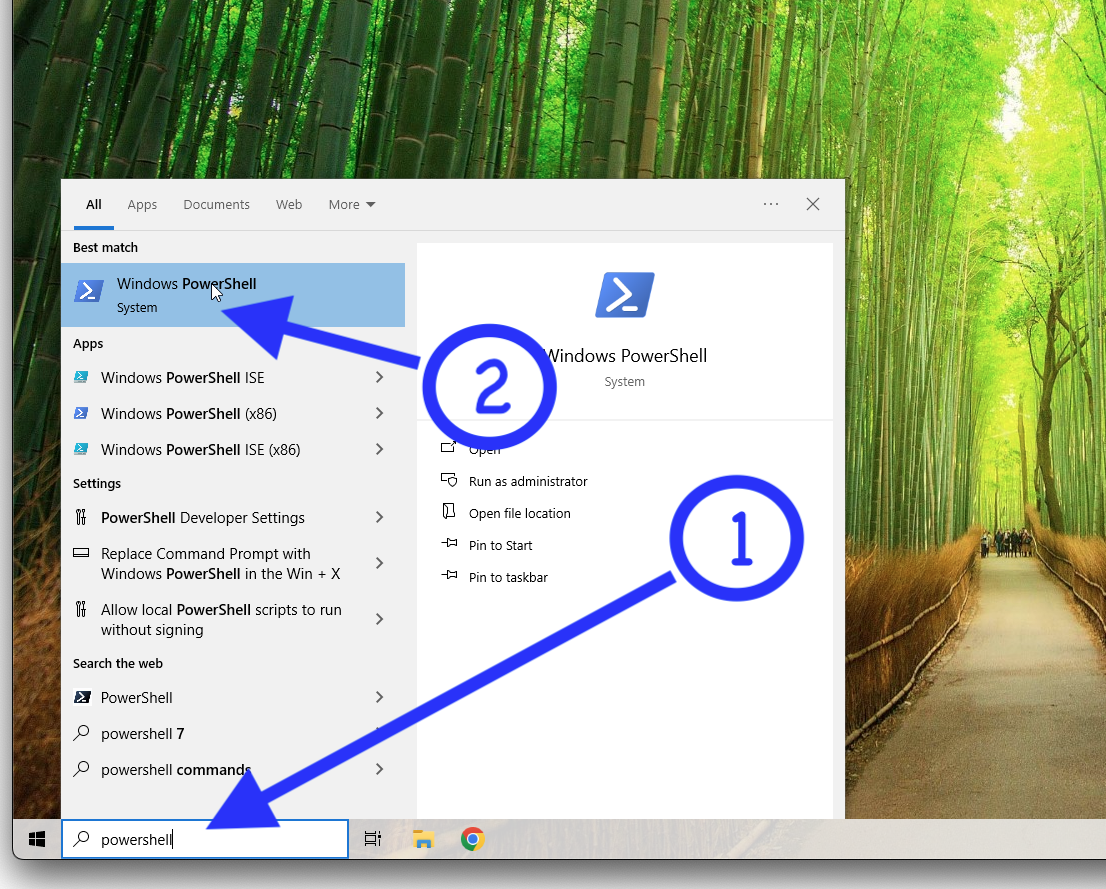 All Apps Documents Web More
Best match
Windows PowerShell
System
Apps
Windows PowerShell ISE
Windows PowerShell (x86)
Windows PowerShell ISE (x86)
Settings
PowerShell Developer Settings
Replace Command Prompt with
Windows PowerShell in the Win + X
Allow local PowerShell scripts to run
without signing
Search the web
PowerShell
powershell 7
powershell commands
powershell
Windows PowerShell
System
Open
Run as administrator
Open file location
Pin to Start
Pin to taskbar
2
1